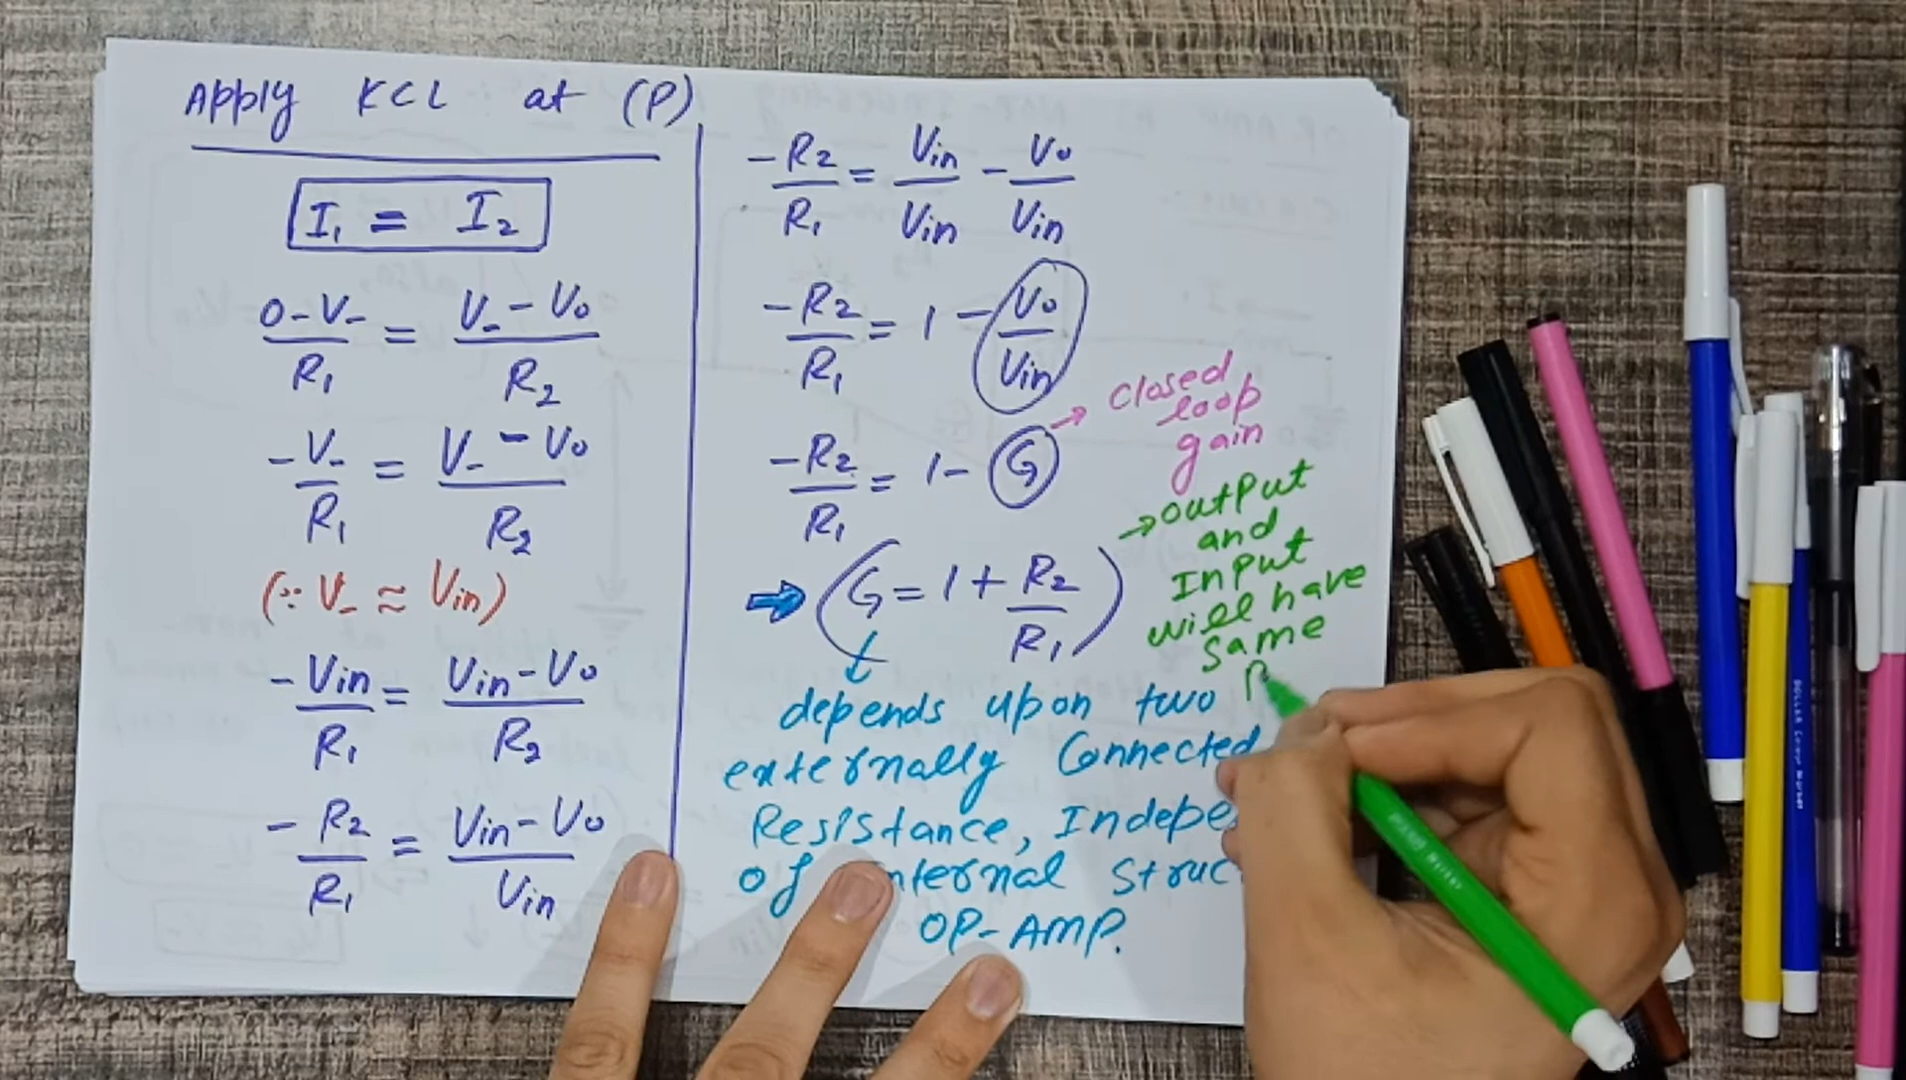 Apply KCL at (P)
I₁ = I₂
0-V₋/R₁ = V₋ - V₀/R₂
-V₋/R₁ = V₋ - V₀/R₂
(∵ V₋ ≈ Vin)
-Vin/R₁ = Vin - V₀/R₂
-R₂/R₁ = Vin - V₀/Vin
-R₂/R₁ = Vin/Vin - V₀/Vin
-R₂/R₁ = 1 - V₀/Vin
-R₂/R₁ = 1 - G
→ closed
loop
gain
⇒ (G = 1 + R₂/R₁)
→ output
and
Input
will have
same
P
↓
depends upon two
externally Connected
Resistance, Indepe
of internal Struc
OP-AMP.